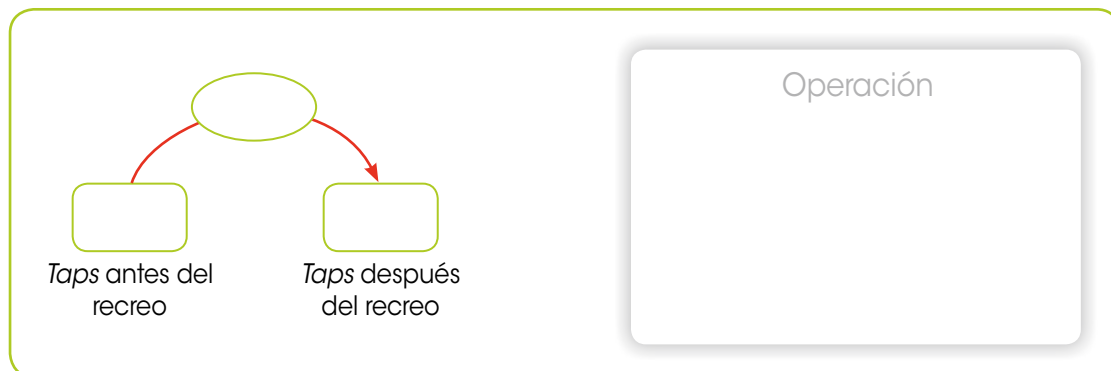 Operación
Taps antes del
recreo
Taps después
del recreo